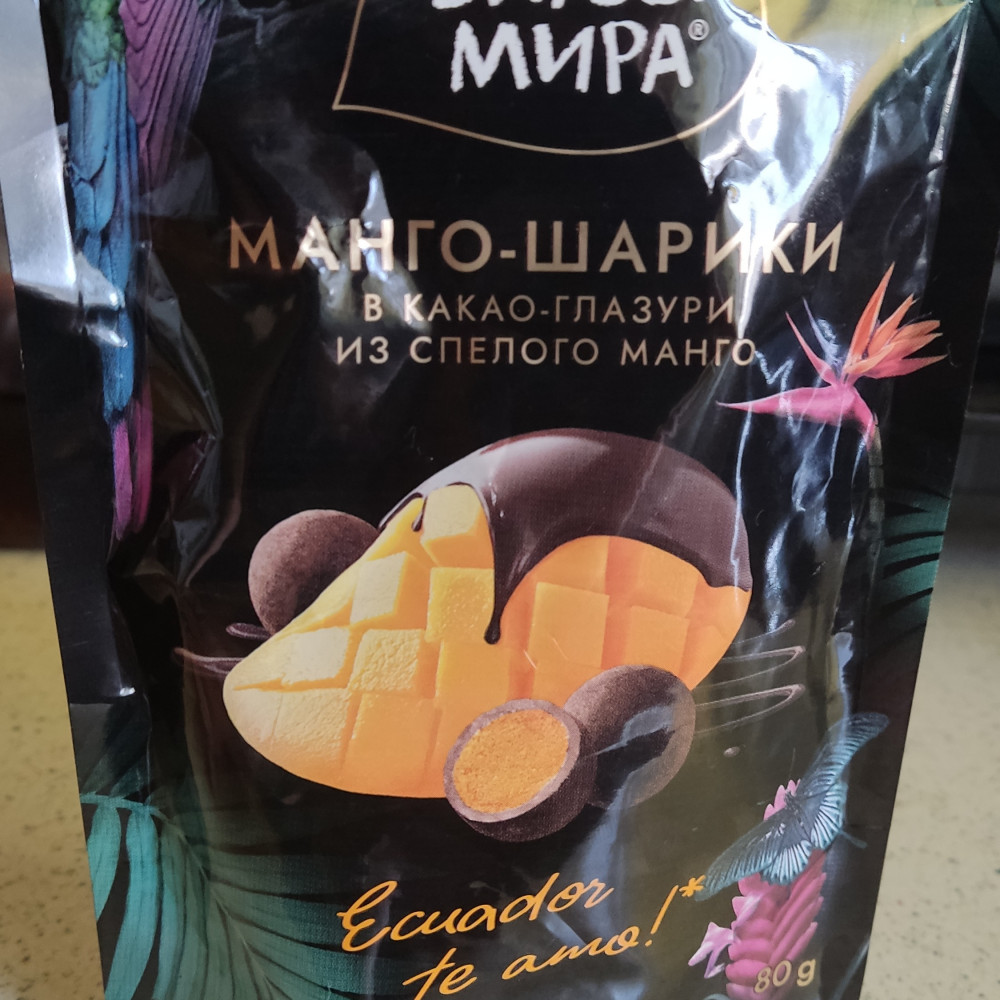 МИРА®
МАНГО-ШАРИКИ
В КАКАО-ГЛАЗУРИ
ИЗ СПЕЛОГО МАНГО
Ecuador
te amo!*
80 g